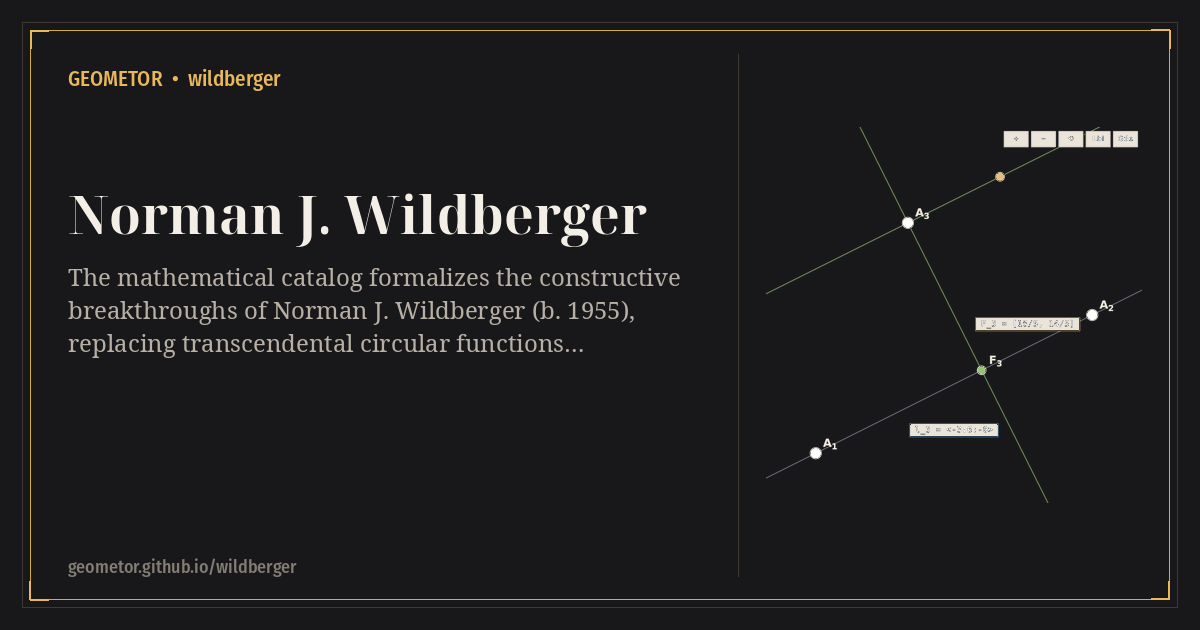 GEOMETOR • wildberger
Norman J. Wildberger
The mathematical catalog formalizes the constructive
breakthroughs of Norman J. Wildberger (b. 1955),
replacing transcendental circular functions...
geometor.github.io/wildberger
A3
A2
F3
A1